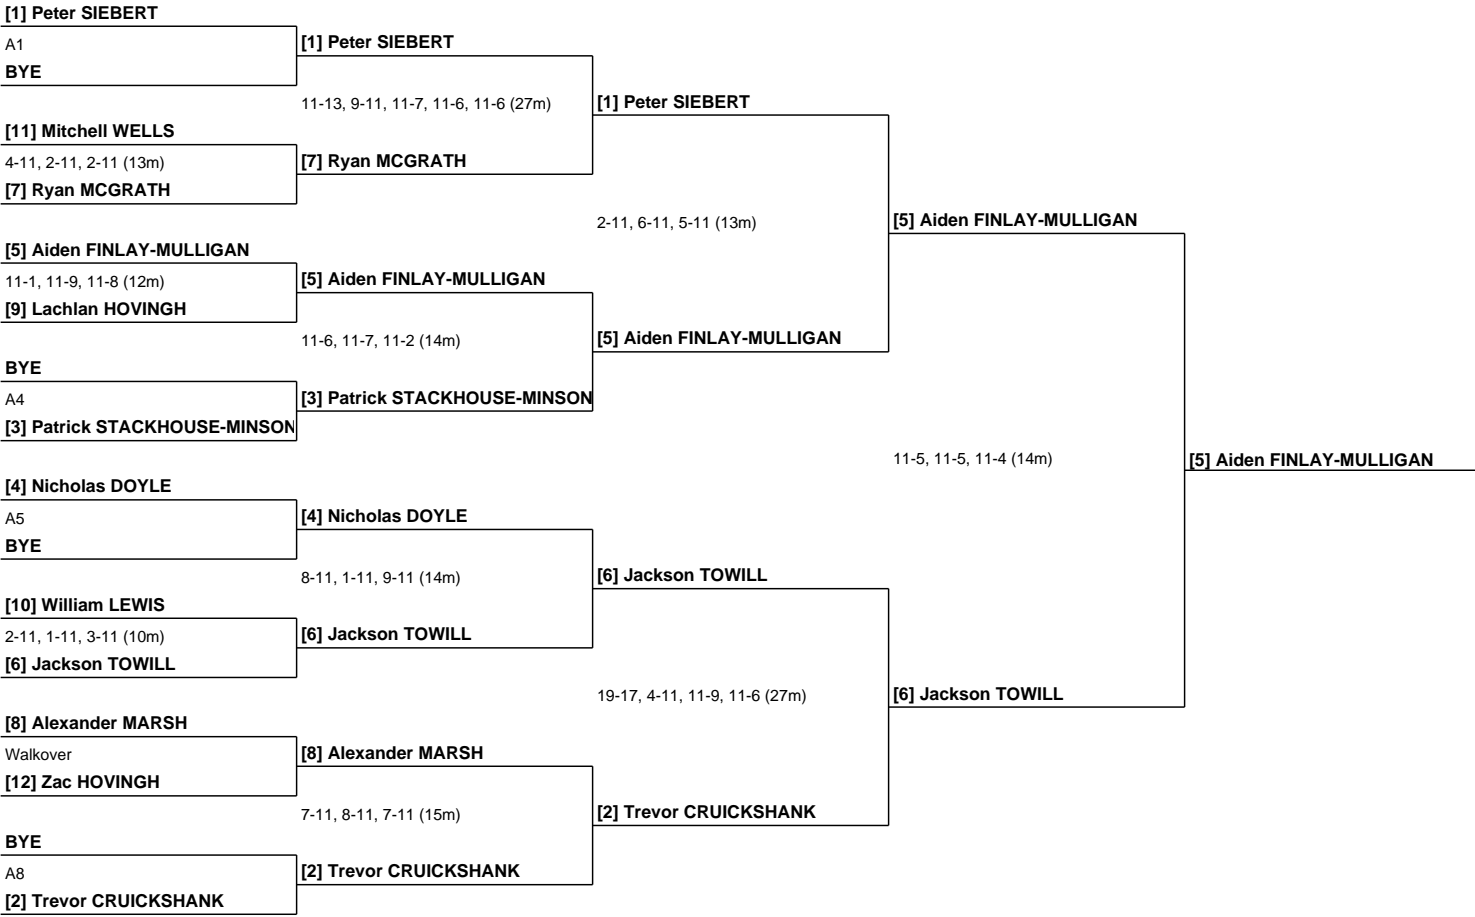 [1] Peter SIEBERT
A1
BYE
[11] Mitchell WELLS
4-11, 2-11, 2-11 (13m)
[7] Ryan MCGRATH
[5] Aiden FINLAY-MULLIGAN
11-1, 11-9, 11-8 (12m)
[9] Lachlan HOVINGH
BYE
A4
[3] Patrick STACKHOUSE-MINSON
[4] Nicholas DOYLE
A5
BYE
[10] William LEWIS
2-11, 1-11, 3-11 (10m)
[6] Jackson TOWILL
[8] Alexander MARSH
Walkover
[12] Zac HOVINGH
BYE
A8
[2] Trevor CRUICKSHANK
[1] Peter SIEBERT
11-13, 9-11, 11-7, 11-6, 11-6 (27m)
[7] Ryan MCGRATH
[5] Aiden FINLAY-MULLIGAN
11-6, 11-7, 11-2 (14m)
[3] Patrick STACKHOUSE-MINSON
[4] Nicholas DOYLE
8-11, 1-11, 9-11 (14m)
[6] Jackson TOWILL
[8] Alexander MARSH
7-11, 8-11, 7-11 (15m)
[2] Trevor CRUICKSHANK
[1] Peter SIEBERT
2-11, 6-11, 5-11 (13m)
[5] Aiden FINLAY-MULLIGAN
[6] Jackson TOWILL
19-17, 4-11, 11-9, 11-6 (27m)
[2] Trevor CRUICKSHANK
[5] Aiden FINLAY-MULLIGAN
11-5, 11-5, 11-4 (14m)
[6] Jackson TOWILL
[5] Aiden FINLAY-MULLIGAN